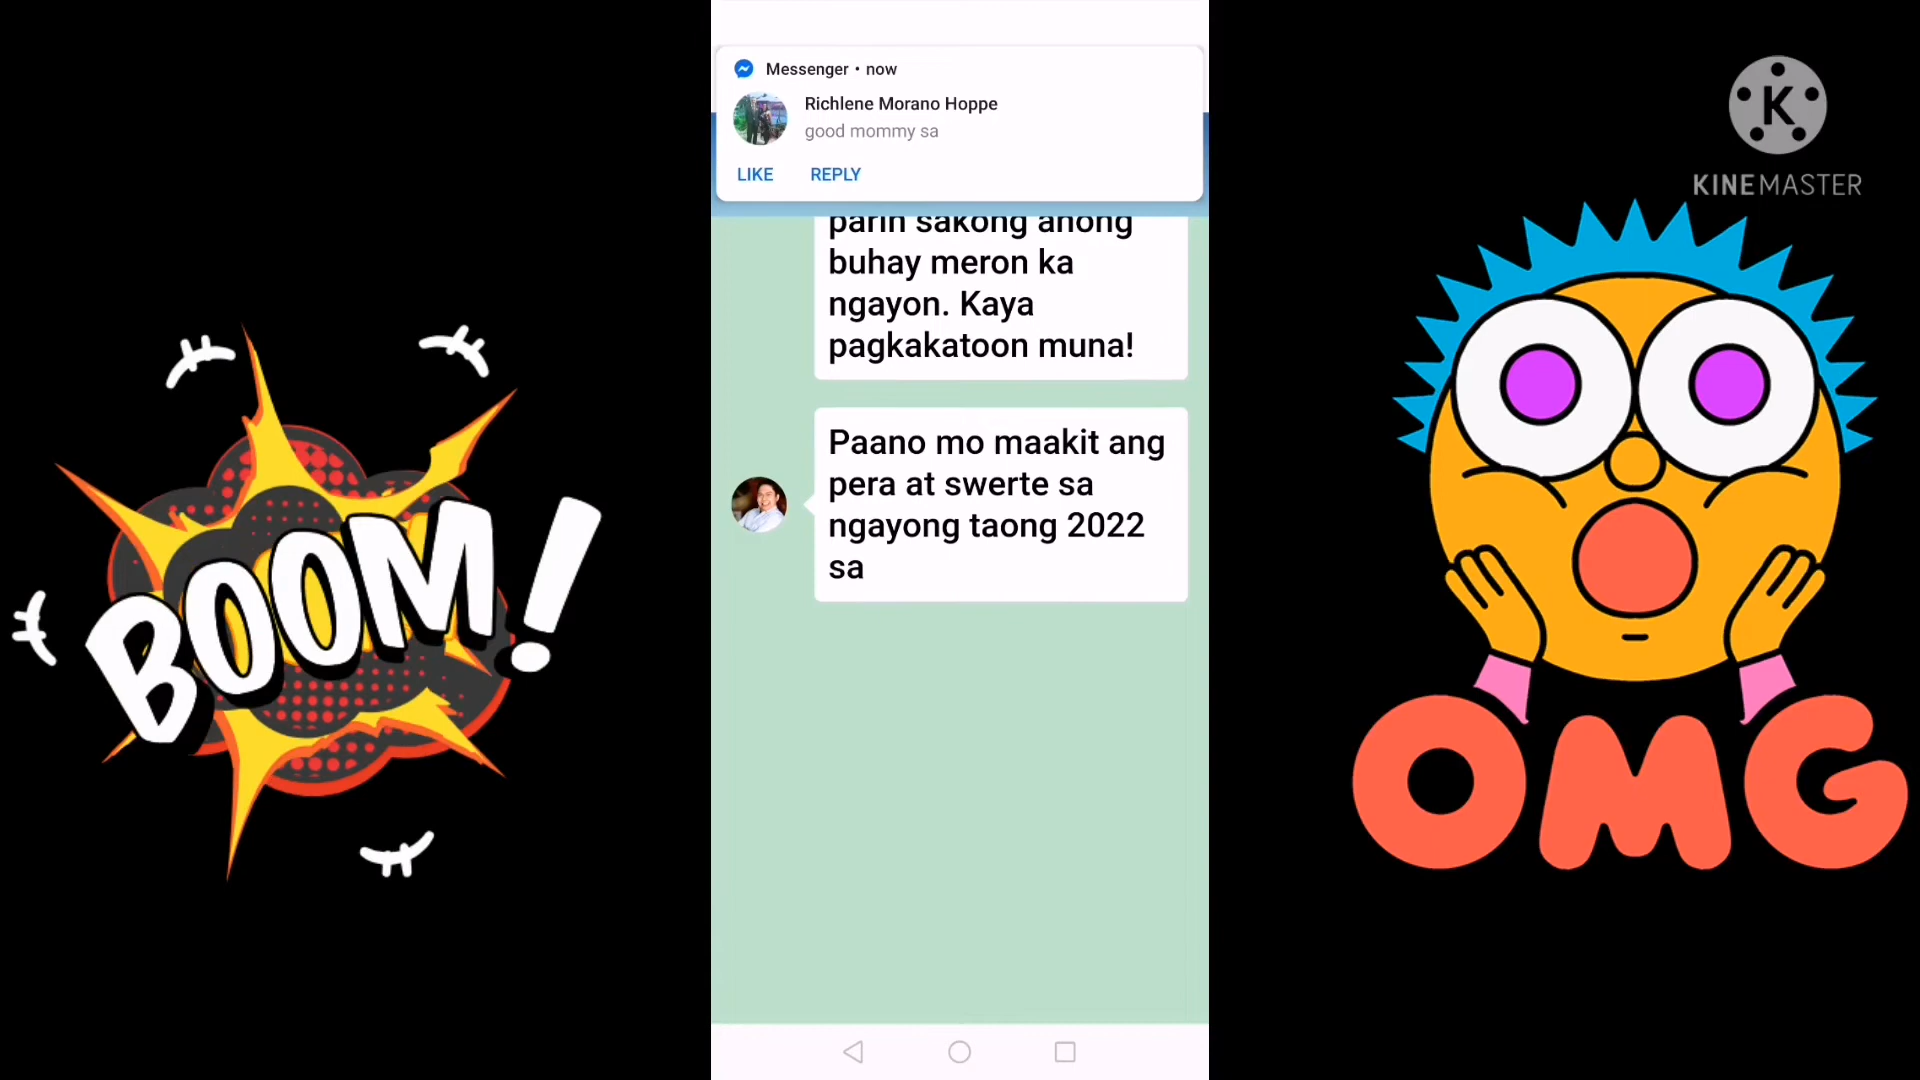 Messenger • now
Richlene Morano Hoppe
good mommy sa
LIKE REPLY
parin sakong anong
buhay meron ka
ngayon. Kaya
pagkakatoon muna!
Paano mo maakit ang
pera at swerte sa
ngayong taong 2022
sa
BOOM!
K
KINEMASTER
OMG